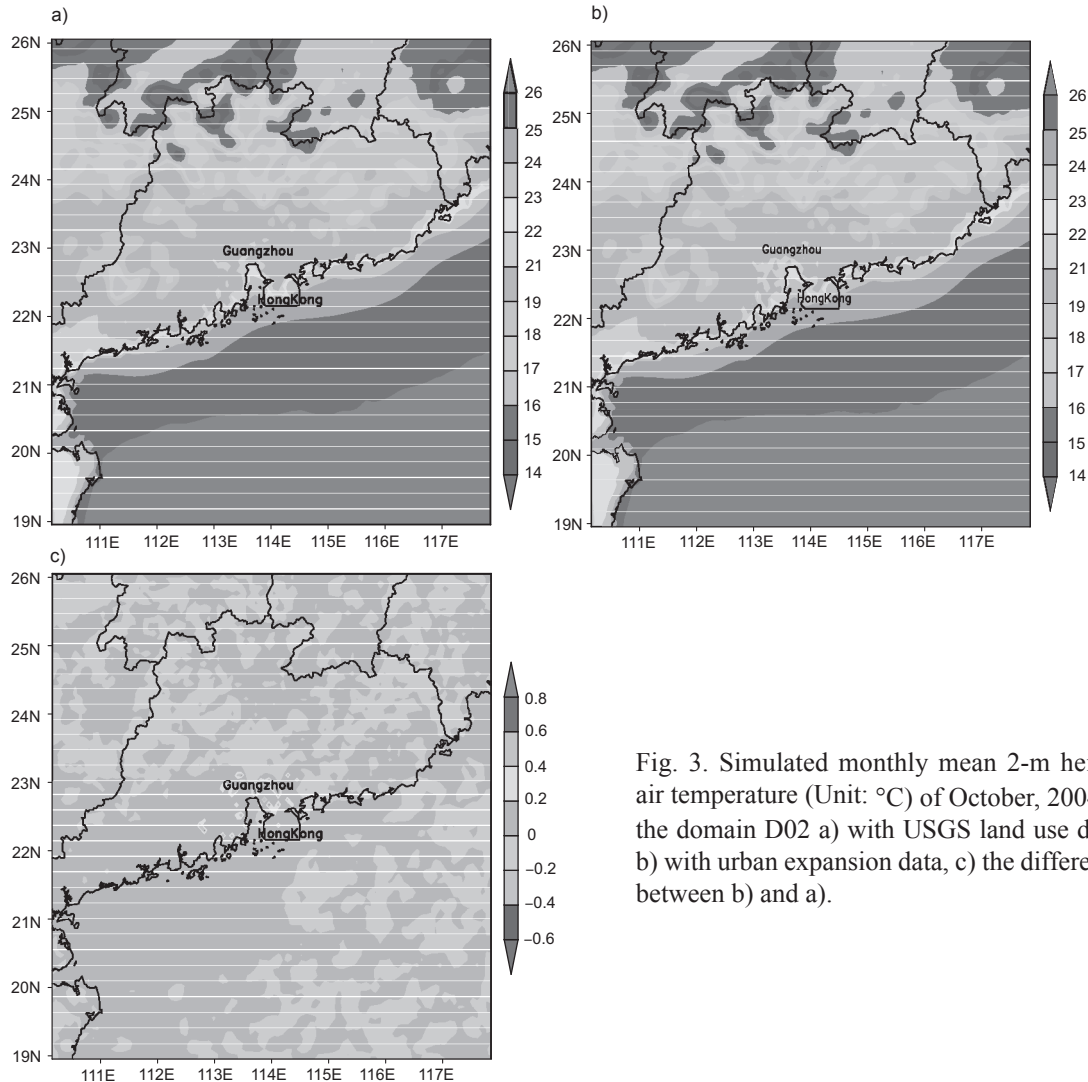 a)
26N
25N
24N
23N
22N
21N
20N
19N
111E 112E 113E 114E 115E 116E 117E
Guangzhou
HongKong
26
25
24
23
22
21
19
18
17
16
15
14
b)
26N
25N
24N
23N
22N
21N
20N
19N
111E 112E 113E 114E 115E 116E 117E
Guangzhou
HongKong
26
25
24
23
22
21
19
18
17
16
15
14
c)
26N
25N
24N
23N
22N
21N
20N
19N
111E 112E 113E 114E 115E 116E 117E
Guangzhou
HongKong
0.8
0.6
0.4
0.2
0
−0.2
−0.4
−0.6
Fig. 3. Simulated monthly mean 2-m hei
air temperature (Unit: °C) of October, 200
the domain D02 a) with USGS land use d
b) with urban expansion data, c) the differe
between b) and a).